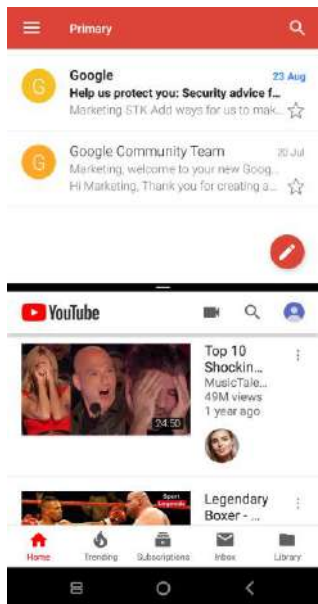 Primary
Google
23 Aug
Help us protect you: Security advice f...
Marketing STK Add ways for us to mak...
G
Google Community Team
20 Jul
Marketing, welcome to your new Goog..
Hi Marketing, Thank you for creating a...
G
YouTube
Top 10
Shockin...
MusicTale...
49M views
1 year ago
24:50
Sport
Legends
Legendary
Boxer - ...
Home
Trending
Subscriptions
Inbox
Library